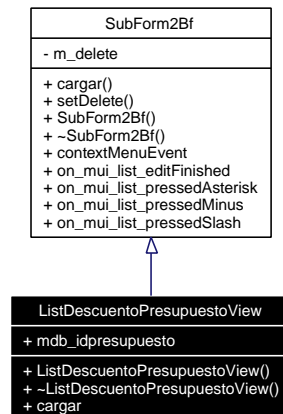 SubForm2Bf
- m_delete
+ cargar()
+ setDelete()
+ SubForm2Bf()
+ ~SubForm2Bf()
+ contextMenuEvent
+ on_mui_list_editFinished
+ on_mui_list_pressedAsterisk
+ on_mui_list_pressedMinus
+ on_mui_list_pressedSlash
ListDescuentoPresupuestoView
+ mdb_idpresupuesto
+ ListDescuentoPresupuestoView()
+ ~ListDescuentoPresupuestoView()
+ cargar